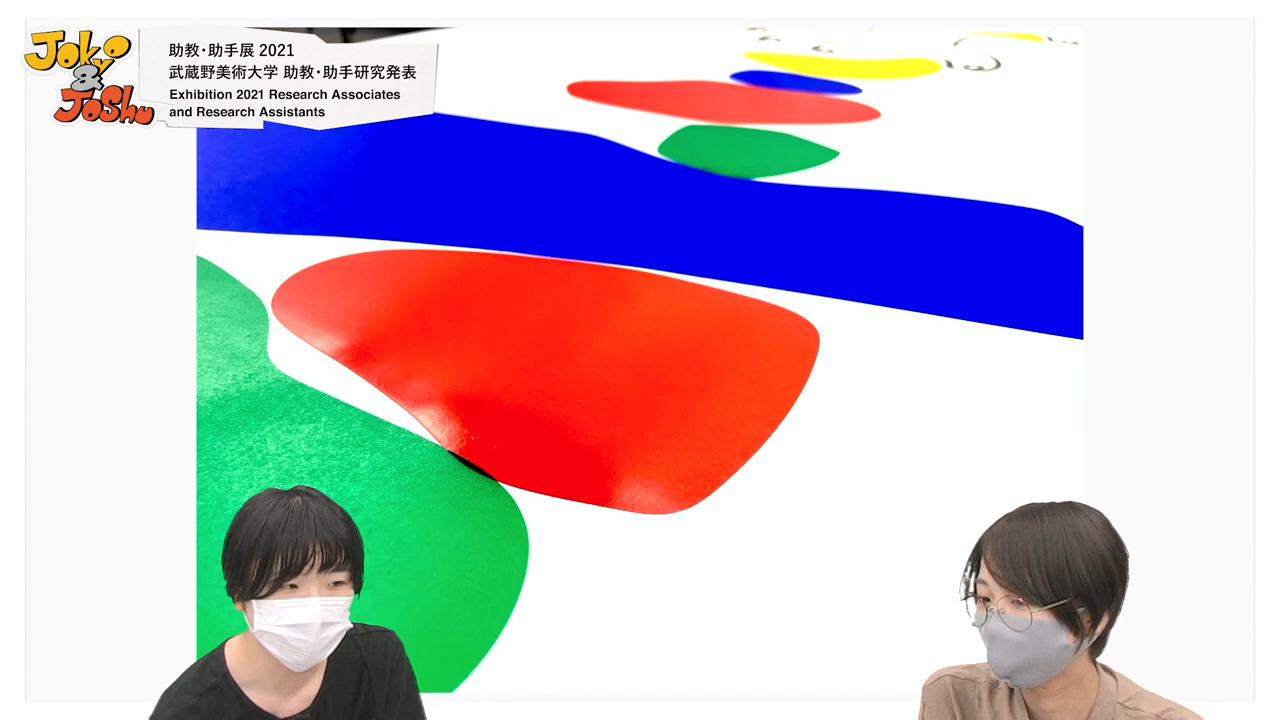 JoKyo
&
JoShu
助教・助手展 2021
武蔵野美術大学 助教・助手研究発表
Exhibition 2021 Research Associates
and Research Assistants